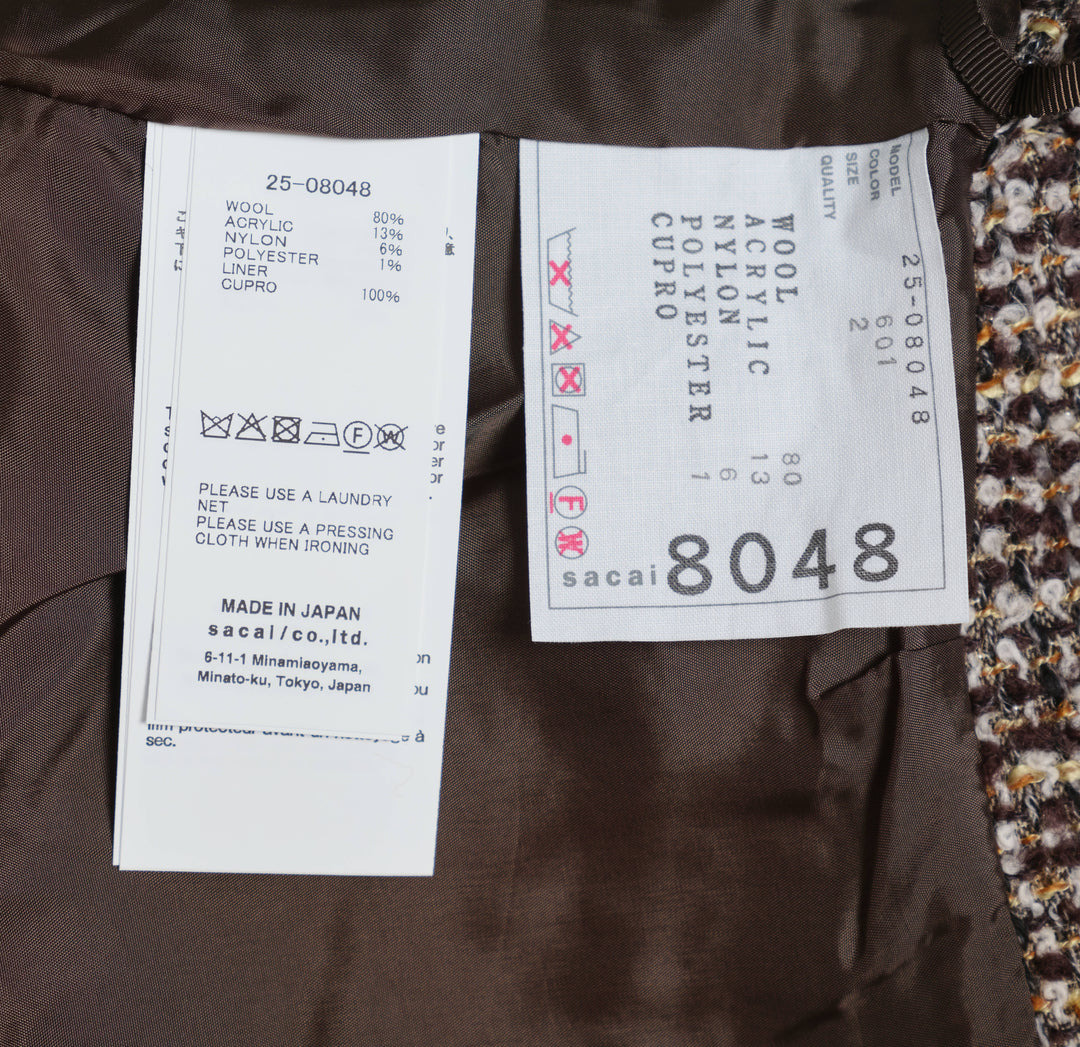 25-08048
WOOL 80%
ACRYLIC 13%
NYLON 6%
POLYESTER 1%
LINER
CUPRO 100%
F W
PLEASE USE A LAUNDRY
NET
PLEASE USE A PRESSING
CLOTH WHEN IRONING
MADE IN JAPAN
sacai/co.,ltd.
6-11-1 Minamiaoyama,
Minato-ku, Tokyo, Japan
à
sec.
MODEL 25-08048
COLOR 601
SIZE 2
QUALITY
WOOL 80
ACRYLIC 13
NYLON 6
POLYESTER 1
CUPRO
F
W
sacai 8048